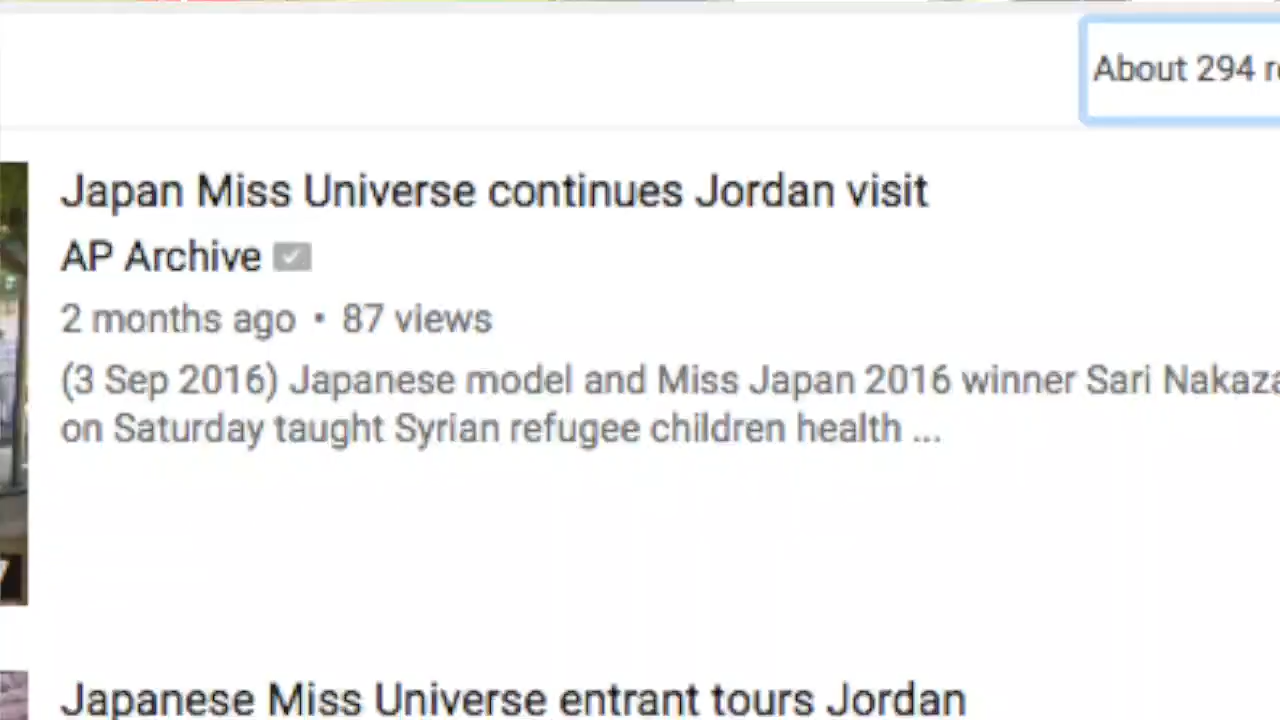 About 294
Japan Miss Universe continues Jordan visit
AP Archive
2 months ago • 87 views
(3 Sep 2016) Japanese model and Miss Japan 2016 winner Sari
on Saturday taught Syrian refugee children health ...
Japanese Miss Universe entrant tours Jordan